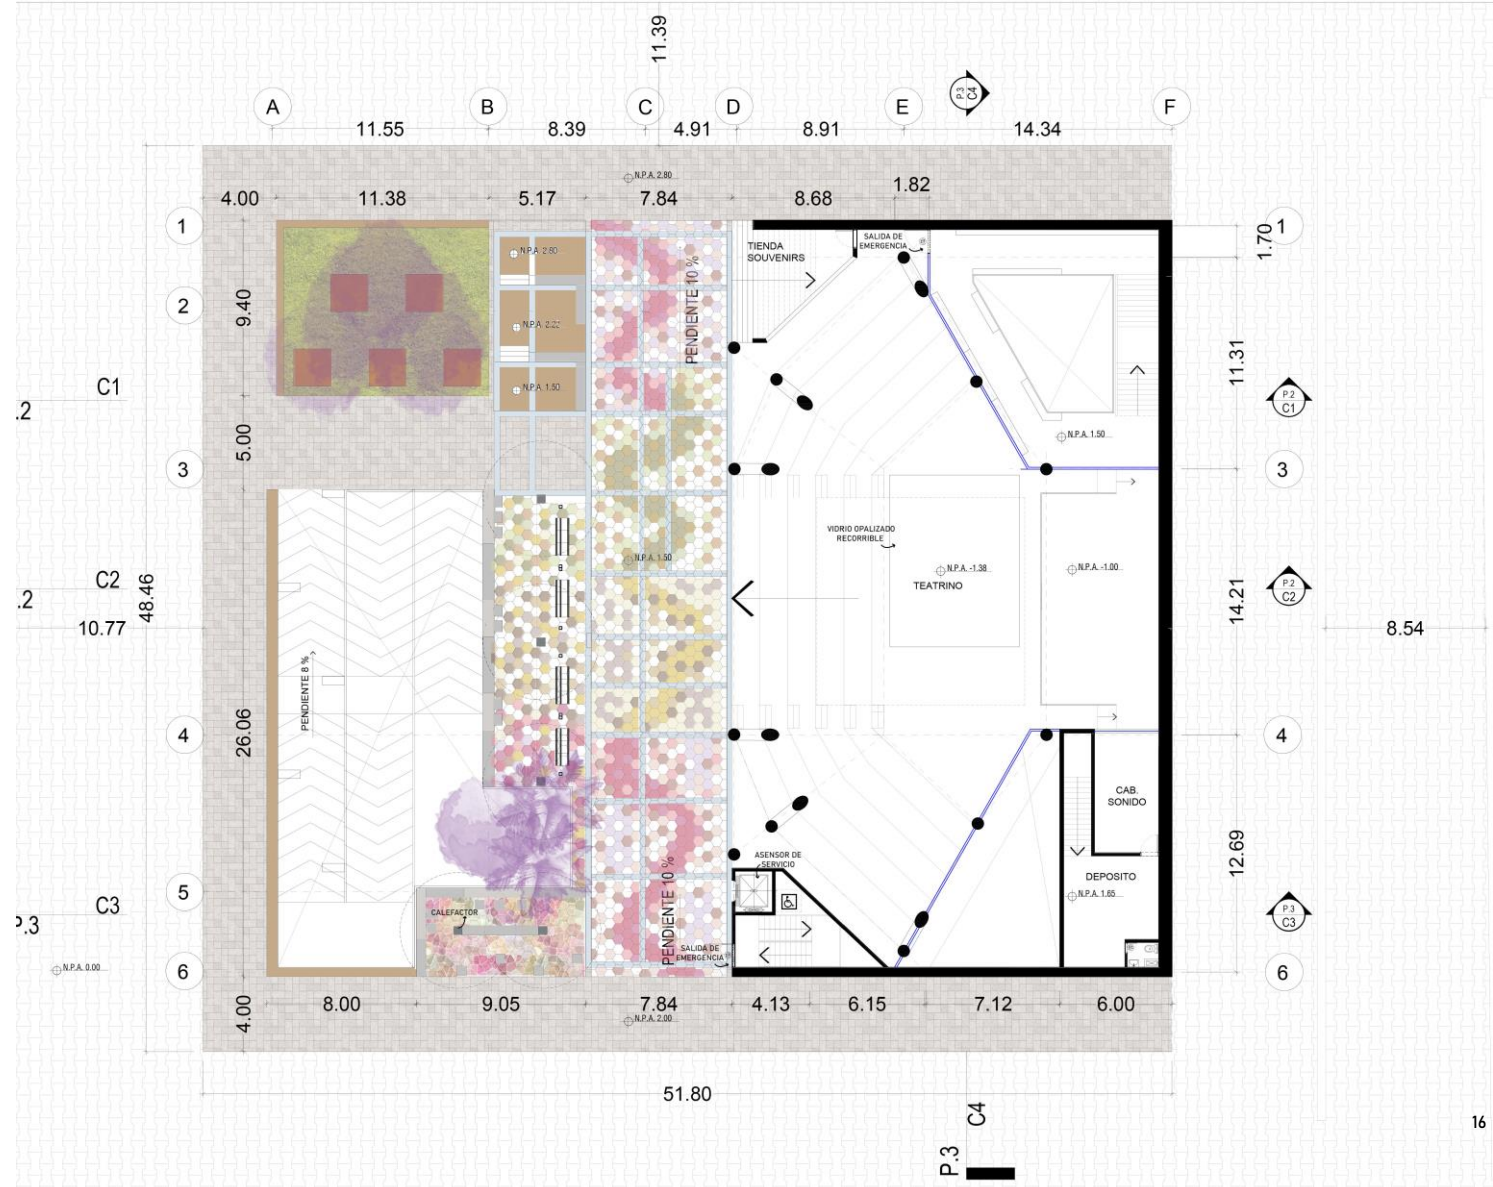 11.39
A
B
C
D
E
P.3
C4
F
11.55
8.39
4.91
8.91
14.34
N.P.A. 2.80
4.00
11.38
5.17
7.84
8.68
1.82
1
TIENDA
SOUVENIRS
SALIDA DE
EMERGENCIA
1.70
1
N.P.A. 2.80
PENDIENTE 10 %
2
9.40
N.P.A. 2.20
11.31
C1
.2
N.P.A. 1.50
P.2
C1
5.00
N.P.A. 1.50
3
3
VIDRIO OPALIZADO
RECORRIBLE
N.P.A. 1.50
C2
.2
48.46
N.P.A. -1.38
TEATRINO
N.P.A. -1.00
P.2
C2
14.21
10.77
8.54
PENDIENTE 8 %
26.06
4
4
CAB.
SONIDO
ASENSOR DE
SERVICIO
12.69
5
DEPOSITO
N.P.A. 1.65
C3
P.3
CALEFACTOR
PENDIENTE 10 %
P.3
C3
SALIDA DE
EMERGENCIA
N.P.A. 0.00
6
6
4.00
8.00
9.05
7.84
4.13
6.15
7.12
6.00
N.P.A. 2.00
51.80
C4
16
P.3